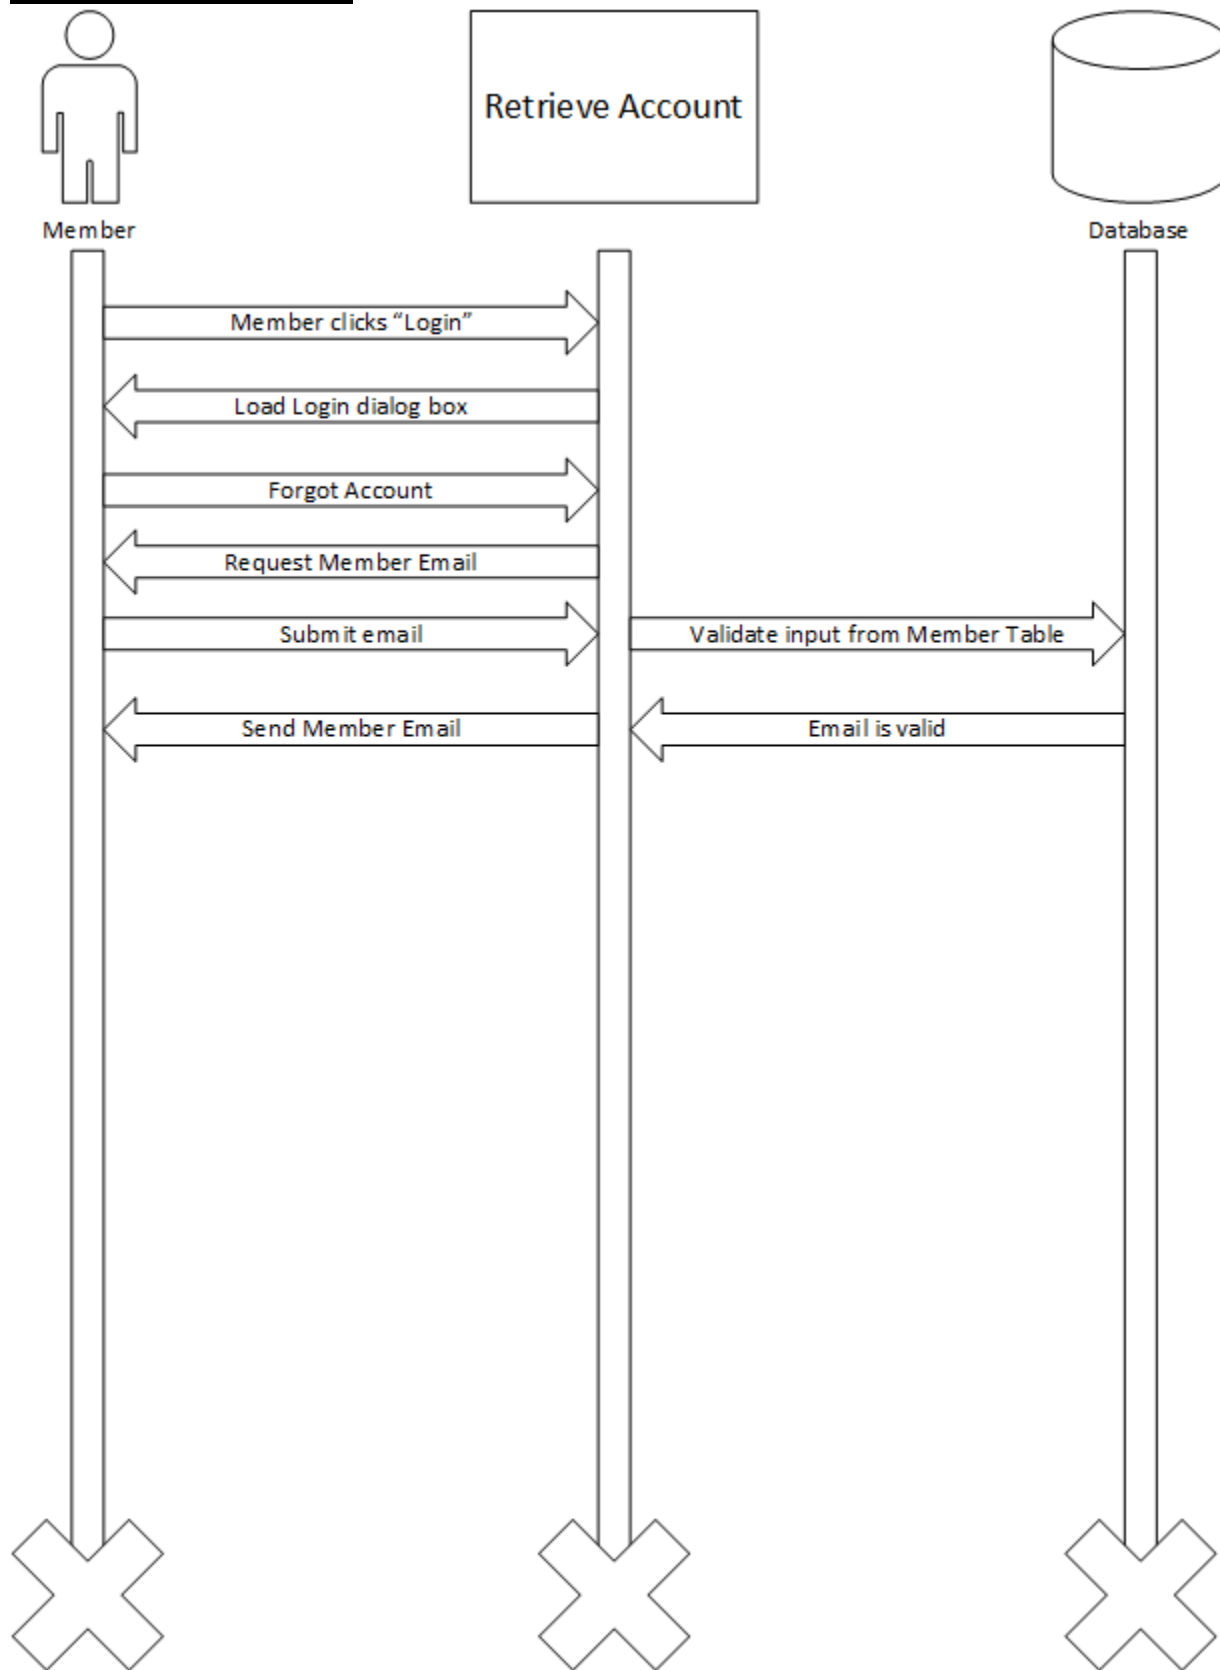 Retrieve Account
Member
Database
Member clicks “Login”
Load Login dialog box
Forgot Account
Request Member Email
Submit email
Validate input from Member Table
Send Member Email
Email is valid